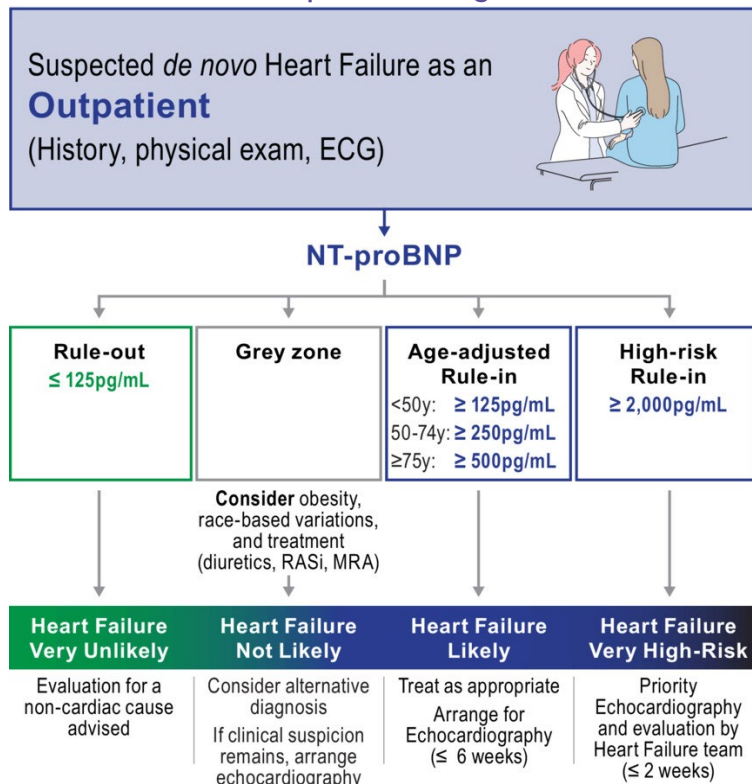 Suspected de novo Heart Failure as an
Outpatient
(History, physical exam, ECG)
NT-proBNP
Rule-out
≤ 125pg/mL
Grey zone
Age-adjusted
Rule-in
<50y: ≥ 125pg/mL
50-74y: ≥ 250pg/mL
≥75y: ≥ 500pg/mL
High-risk
Rule-in
≥ 2,000pg/mL
Consider obesity,
race-based variations,
and treatment
(diuretics, RASi, MRA)
Heart Failure
Very Unlikely
Heart Failure
Not Likely
Heart Failure
Likely
Heart Failure
Very High-Risk
Evaluation for a
non-cardiac cause
advised
Consider alternative
diagnosis
If clinical suspicion
remains, arrange
echocardiography
Treat as appropriate
Arrange for
Echocardiography
(≤ 6 weeks)
Priority
Echocardiography
and evaluation by
Heart Failure team
(≤ 2 weeks)